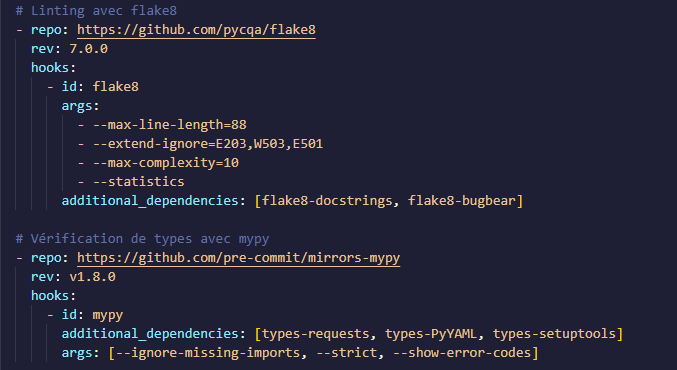 # Linting avec flake8
- repo: https://github.com/pycqa/flake8
rev: 7.0.0
hooks:
- id: flake8
args:
- --max-line-length=88
- --extend-ignore=E203,W503,E501
- --max-complexity=10
- --statistics
additional_dependencies: [flake8-docstrings, flake8-bugbear]
# Vérification de types avec mypy
- repo: https://github.com/pre-commit/mirrors-mypy
rev: v1.8.0
hooks:
- id: mypy
additional_dependencies: [types-requests, types-PyYAML, types-setuptools]
args: [--ignore-missing-imports, --strict, --show-error-codes]